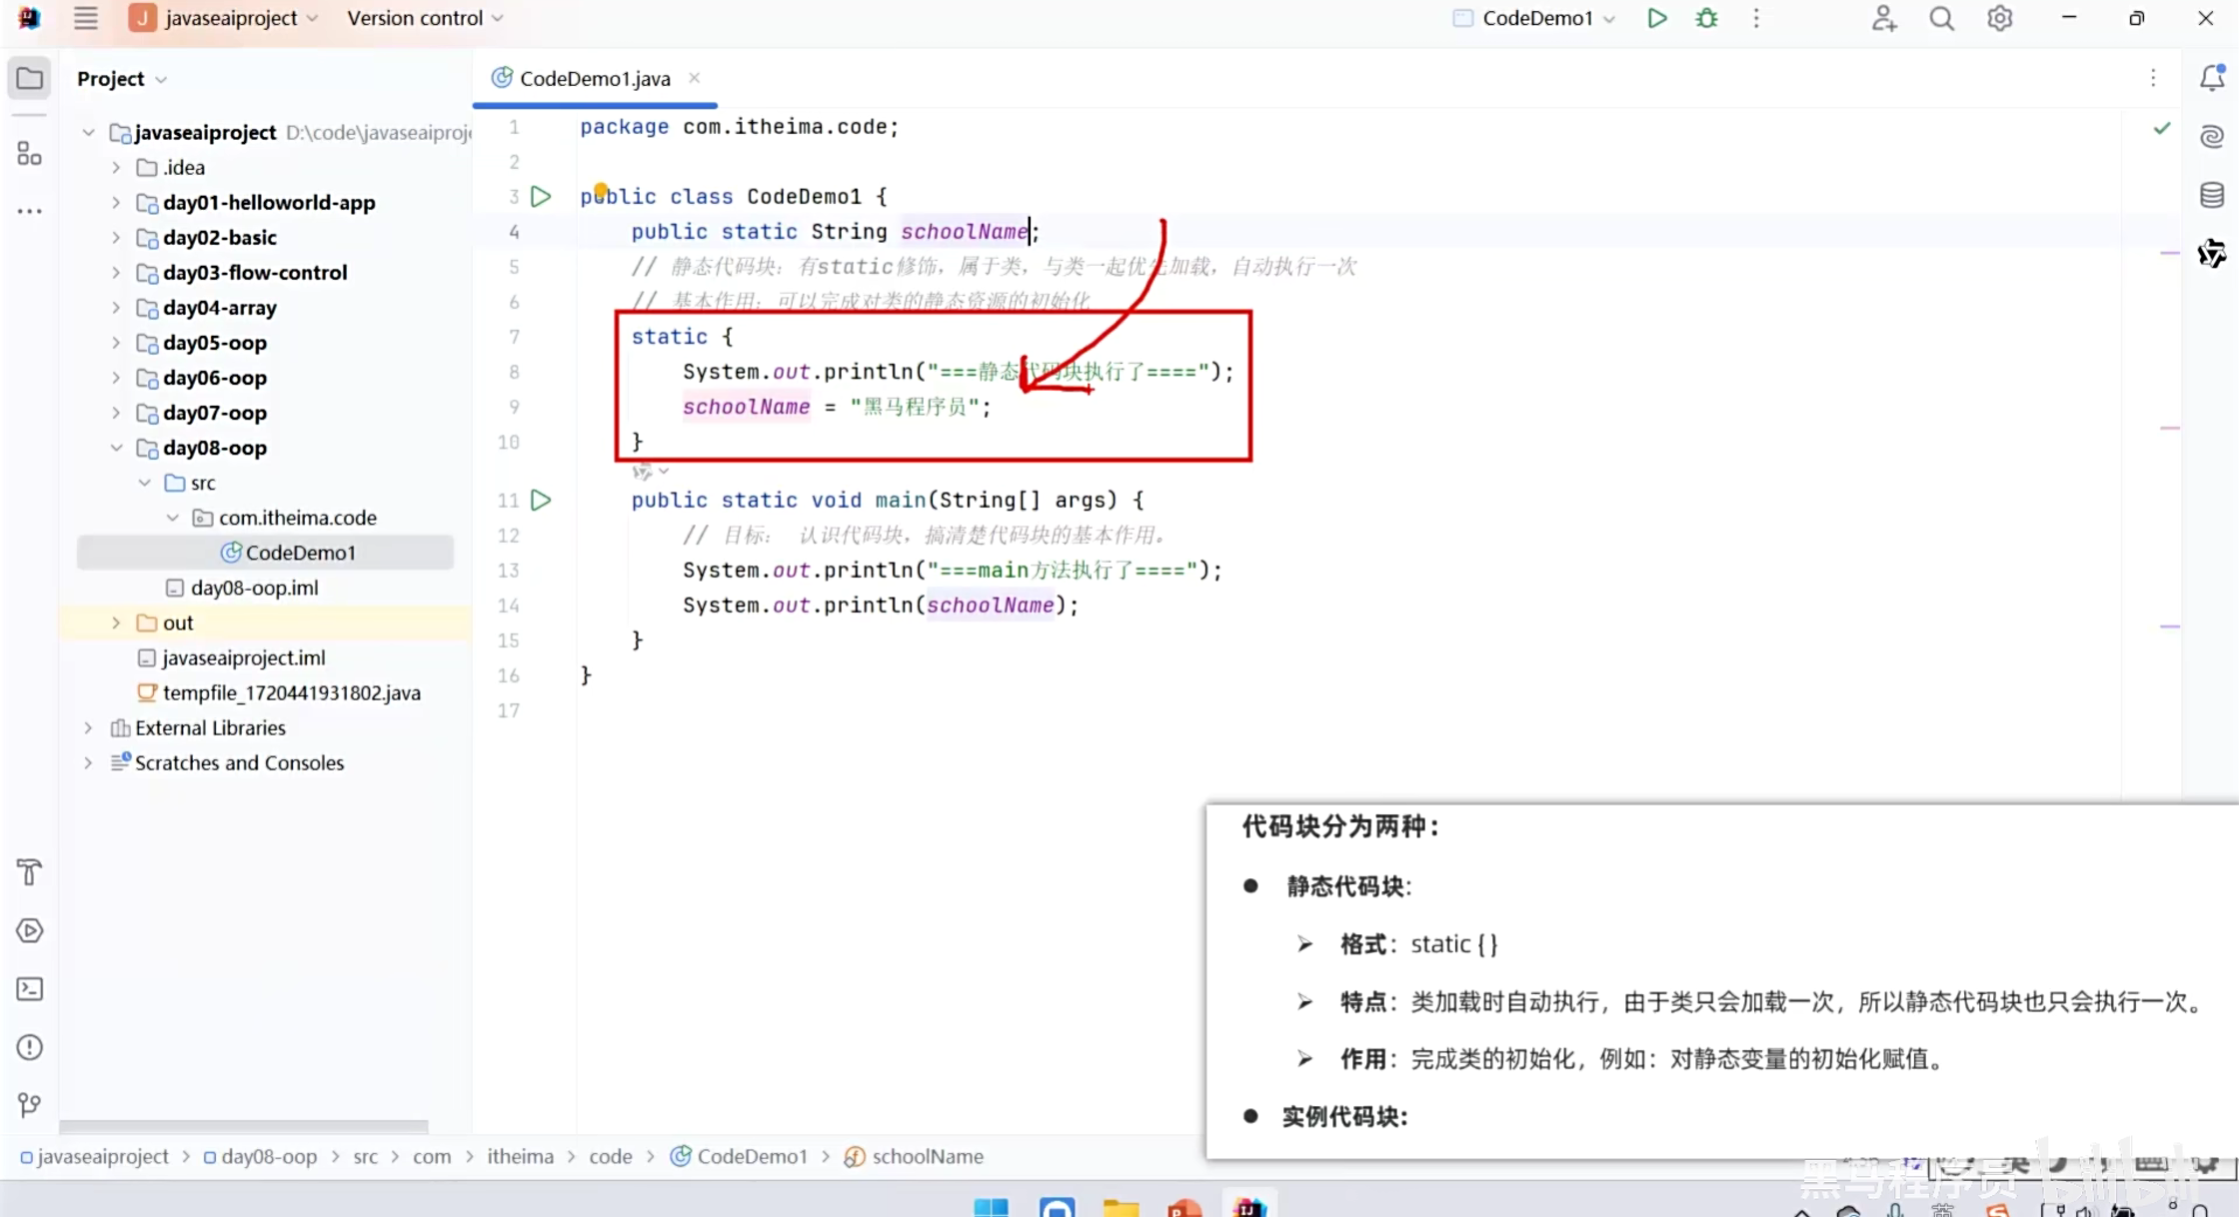 javaseaiproject Version control CodeDemo1
Project
CodeDemo1.java
javaseaiproject D:\code\javaseaiproje
.idea
day01-helloworld-app
day02-basic
day03-flow-control
day04-array
day05-oop
day06-oop
day07-oop
day08-oop
src
com.itheima.code
CodeDemo1
day08-oop.iml
out
javaseaiproject.iml
tempfile_1720441931802.java
External Libraries
Scratches and Consoles
1 package com.itheima.code;
2
3 public class CodeDemo1 {
4 public static String schoolName;
5 // 静态代码块：有static修饰，属于类，与类一起优先加载，自动执行一次
6 // 基本作用：可以完成对类的静态资源的初始化
7 static {
8 System.out.println("===静态代码块执行了====");
9 schoolName = "黑马程序员";
10 }
11 public static void main(String[] args) {
12 // 目标： 认识代码块，搞清楚代码块的基本作用。
13 System.out.println("===main方法执行了====");
14 System.out.println(schoolName);
15 }
16 }
17
代码块分为两种：
● 静态代码块:
➢ 格式：static {}
➢ 特点：类加载时自动执行，由于类只会加载一次，所以静态代码块也只会执行一次。
➢ 作用：完成类的初始化，例如：对静态变量的初始化赋值。
● 实例代码块:
javaseaiproject > day08-oop > src > com > itheima > code > CodeDemo1 > schoolName
黑马程序员 bilibili